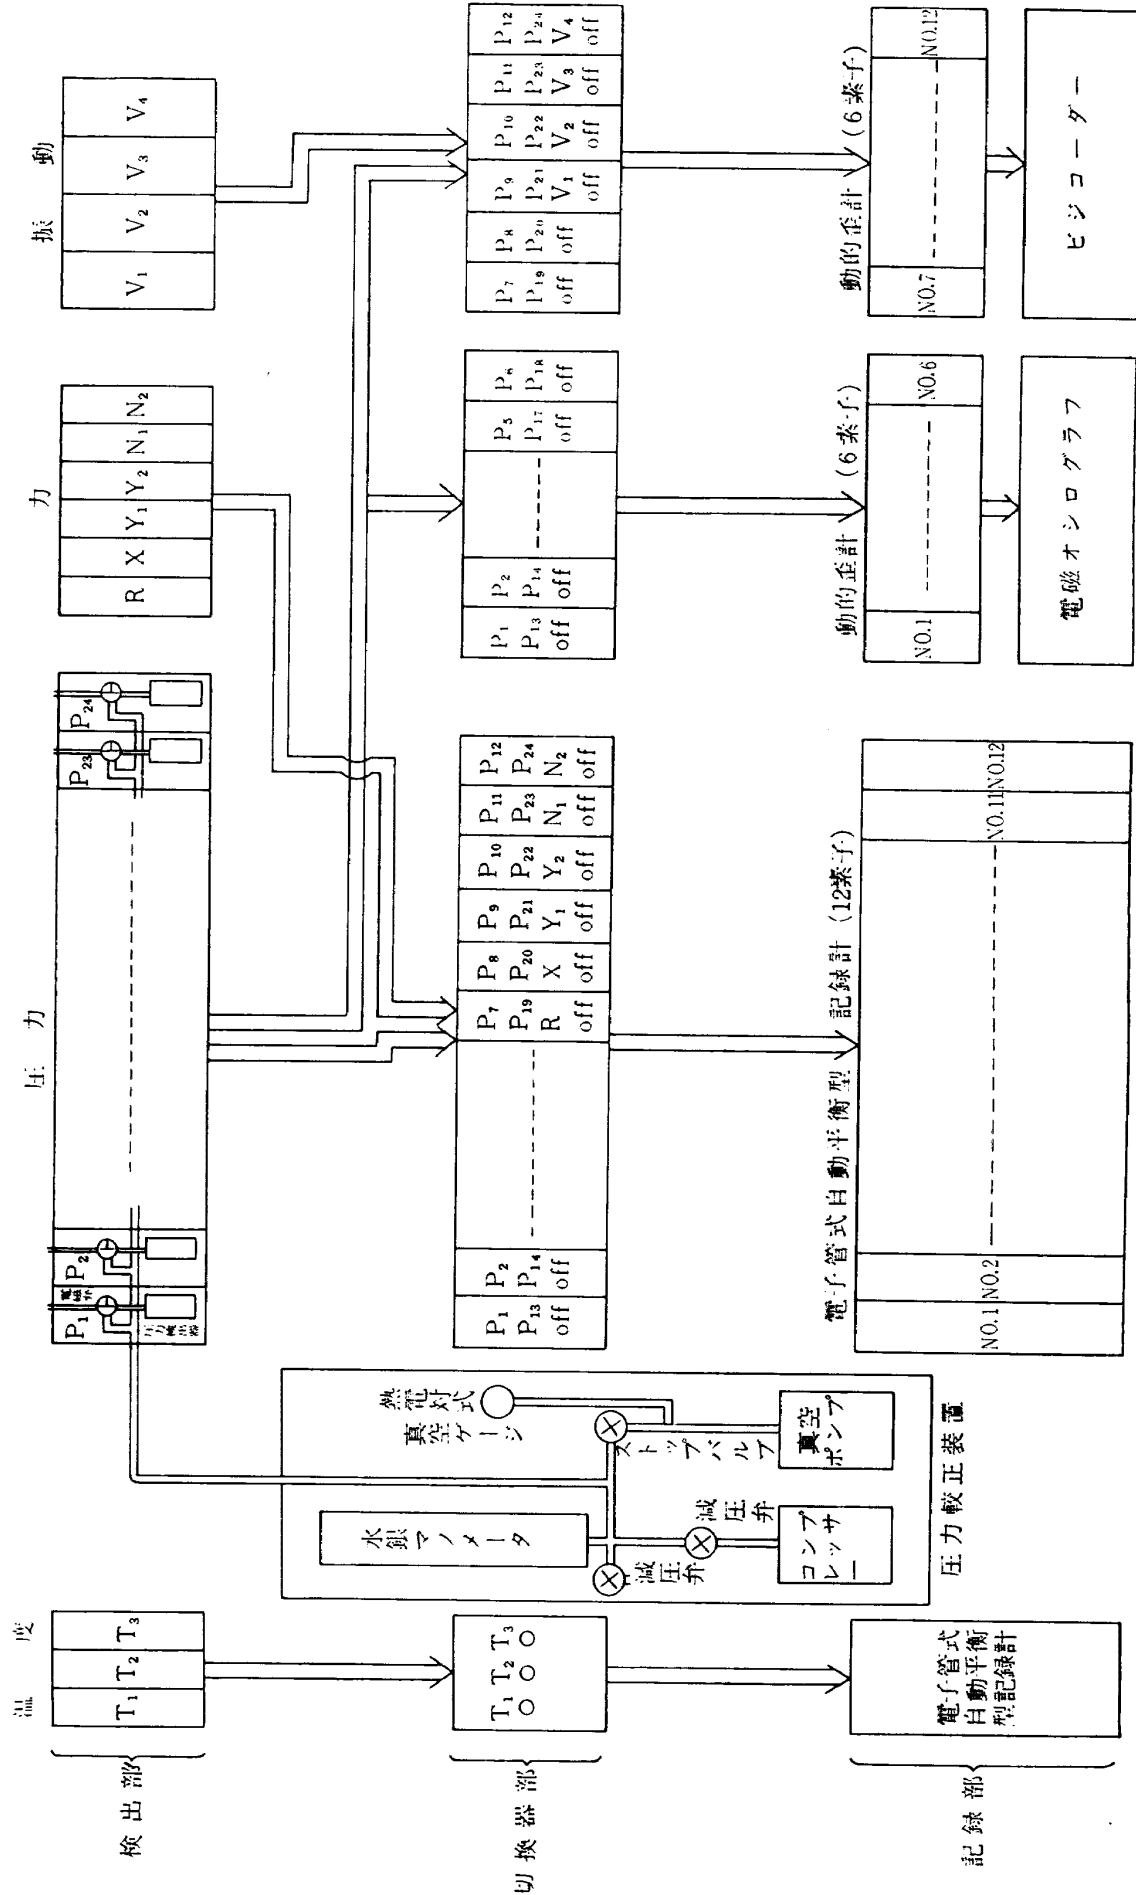 温 度
圧 力
力
振 動
検 出 部
T₁ T₂ T₃
P₁ 電磁弁 圧力検出器
P₂
P₂₃
P₂₄
R X Y₁ Y₂ N₁ N₂
V₁ V₂ V₃ V₄
切 換 器 部
T₁ T₂ T₃
P₁ P₂ P₇ P₈ P₉ P₁₀ P₁₁ P₁₂
P₁₃ P₁₄ P₁₉ P₂₀ P₂₁ P₂₂ P₂₃ P₂₄
off off R X Y₁ Y₂ N₁ N₂
off off off off off off
P₁ P₂ P₅ P₆
P₁₃ P₁₄ P₁₇ P₁₈
off off off off
P₇ P₈ P₉ P₁₀ P₁₁ P₁₂
P₁₉ P₂₀ P₂₁ P₂₂ P₂₃ P₂₄
off off V₁ V₂ V₃ V₄
off off off off
水銀マノメータ
熱電対式
真空ゲージ
ストップバルブ
減圧弁
減圧弁
コンプレッサー
真空ポンプ
圧力較正装置
記 録 部
電子管式
自動平衡
型記録計
電子管式自動平衡型 記録計 (12素子)
NO.1 NO.2 NO.11 NO.12
動的歪計 (6素子)
NO.1 NO.6
電磁オシログラフ
動的歪計 (6素子)
NO.7 NO.12
ビジコーダー